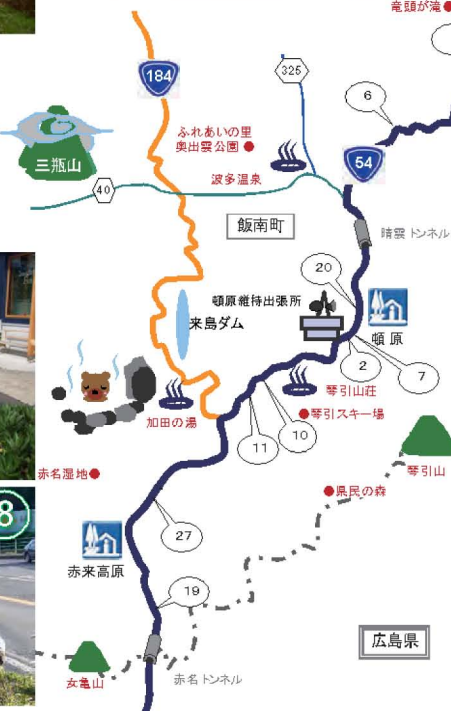 竜頭が滝
184
325
6
ふれあいの里
奥出雲公園
54
三瓶山
40
波多温泉
飯南町
晴雲トンネル
20
頓原維持出張所
来島ダム
頓原
2
7
琴引山荘
加田の湯
琴引スキー場
11
10
琴引山
赤名湿地
県民の森
8
27
赤来高原
19
広島県
女亀山
赤名トンネル